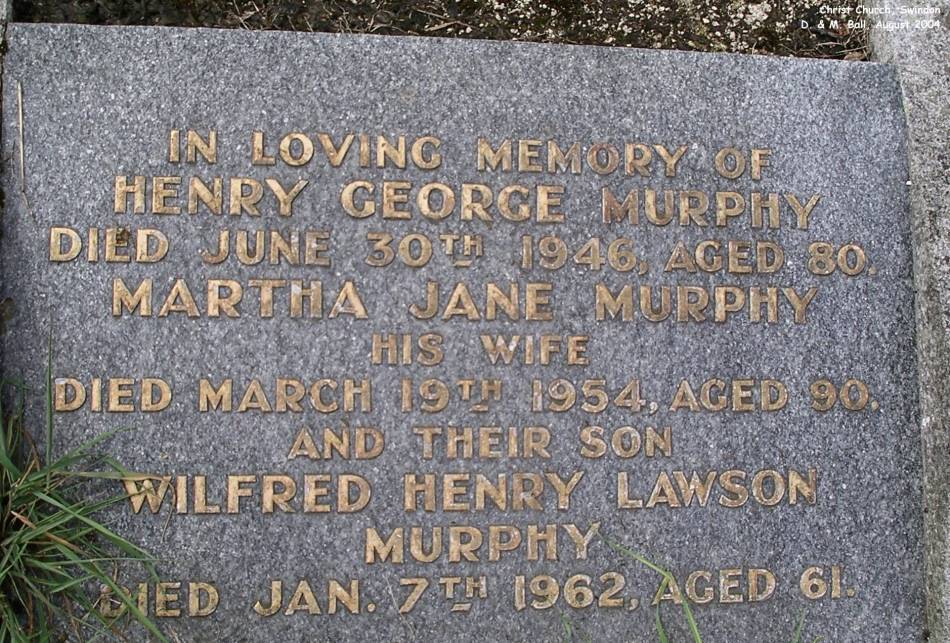 Christ Church, Swindon
D. & M. Ball, August 2004
IN LOVING MEMORY OF
HENRY GEORGE MURPHY
DIED JUNE 30TH 1946, AGED 80.
MARTHA JANE MURPHY
HIS WIFE
DIED MARCH 19TH 1954, AGED 90.
AND THEIR SON
WILFRED HENRY LAWSON
MURPHY
DIED JAN. 7TH 1962, AGED 61.